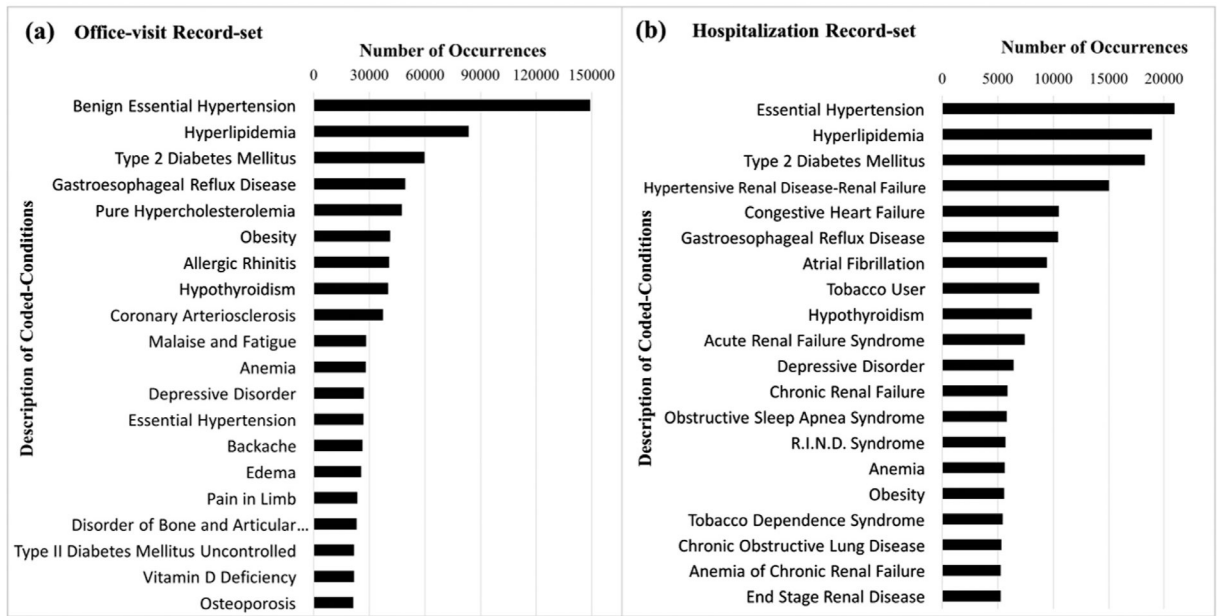 (a) Office-visit Record-set
Number of Occurrences
0 30000 60000 90000 120000 150000
Description of Coded-Conditions
Benign Essential Hypertension
Hyperlipidemia
Type 2 Diabetes Mellitus
Gastroesophageal Reflux Disease
Pure Hypercholesterolemia
Obesity
Allergic Rhinitis
Hypothyroidism
Coronary Arteriosclerosis
Malaise and Fatigue
Anemia
Depressive Disorder
Essential Hypertension
Backache
Edema
Pain in Limb
Disorder of Bone and Articular...
Type II Diabetes Mellitus Uncontrolled
Vitamin D Deficiency
Osteoporosis
(b) Hospitalization Record-set
Number of Occurrences
0 5000 10000 15000 20000
Description of Coded-Conditions
Essential Hypertension
Hyperlipidemia
Type 2 Diabetes Mellitus
Hypertensive Renal Disease-Renal Failure
Congestive Heart Failure
Gastroesophageal Reflux Disease
Atrial Fibrillation
Tobacco User
Hypothyroidism
Acute Renal Failure Syndrome
Depressive Disorder
Chronic Renal Failure
Obstructive Sleep Apnea Syndrome
R.I.N.D. Syndrome
Anemia
Obesity
Tobacco Dependence Syndrome
Chronic Obstructive Lung Disease
Anemia of Chronic Renal Failure
End Stage Renal Disease